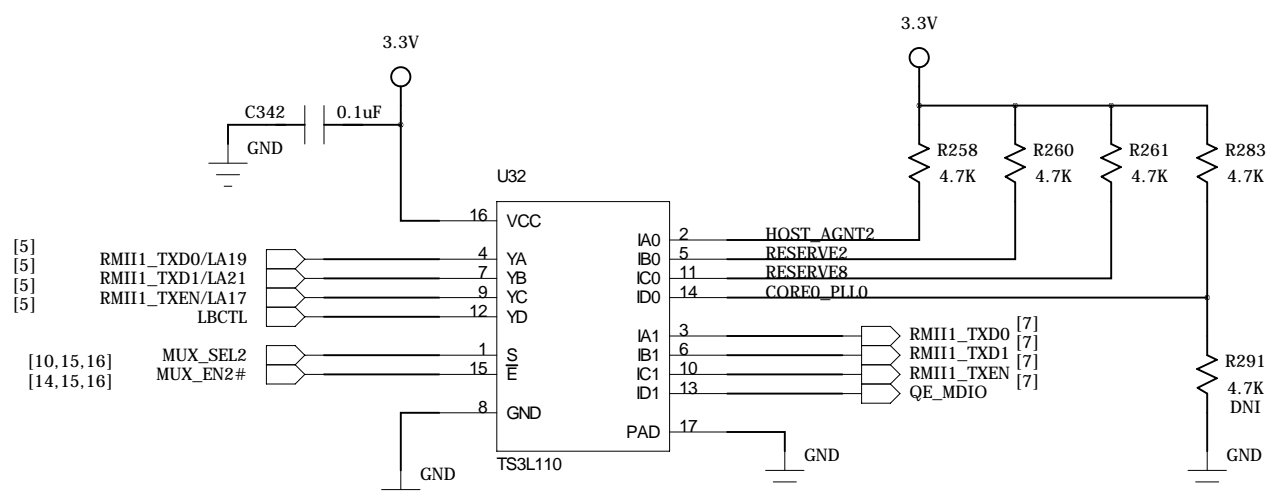 3.3V
3.3V
C342
0.1uF
GND
R258
4.7K
R260
4.7K
R261
4.7K
R283
4.7K
U32
16 VCC
[5]
RMII1_TXD0/LA19
4 YA
[5]
RMII1_TXD1/LA21
7 YB
[5]
RMII1_TXEN/LA17
9 YC
[5]
LBCTL
12 YD
MUX_SEL2
1 S
[10,15,16]
MUX_EN2#
15 E
[14,15,16]
8 GND
GND
IA0 2 HOST_AGNT2
IB0 5 RESERVE2
IC0 11 RESERVE8
ID0 14 CORE0_PLL0
IA1 3 RMII1_TXD0 [7]
IB1 6 RMII1_TXD1 [7]
IC1 10 RMII1_TXEN [7]
ID1 13 QE_MDIO [7]
PAD 17
GND
TS3L110
R291
4.7K
DNI
GND